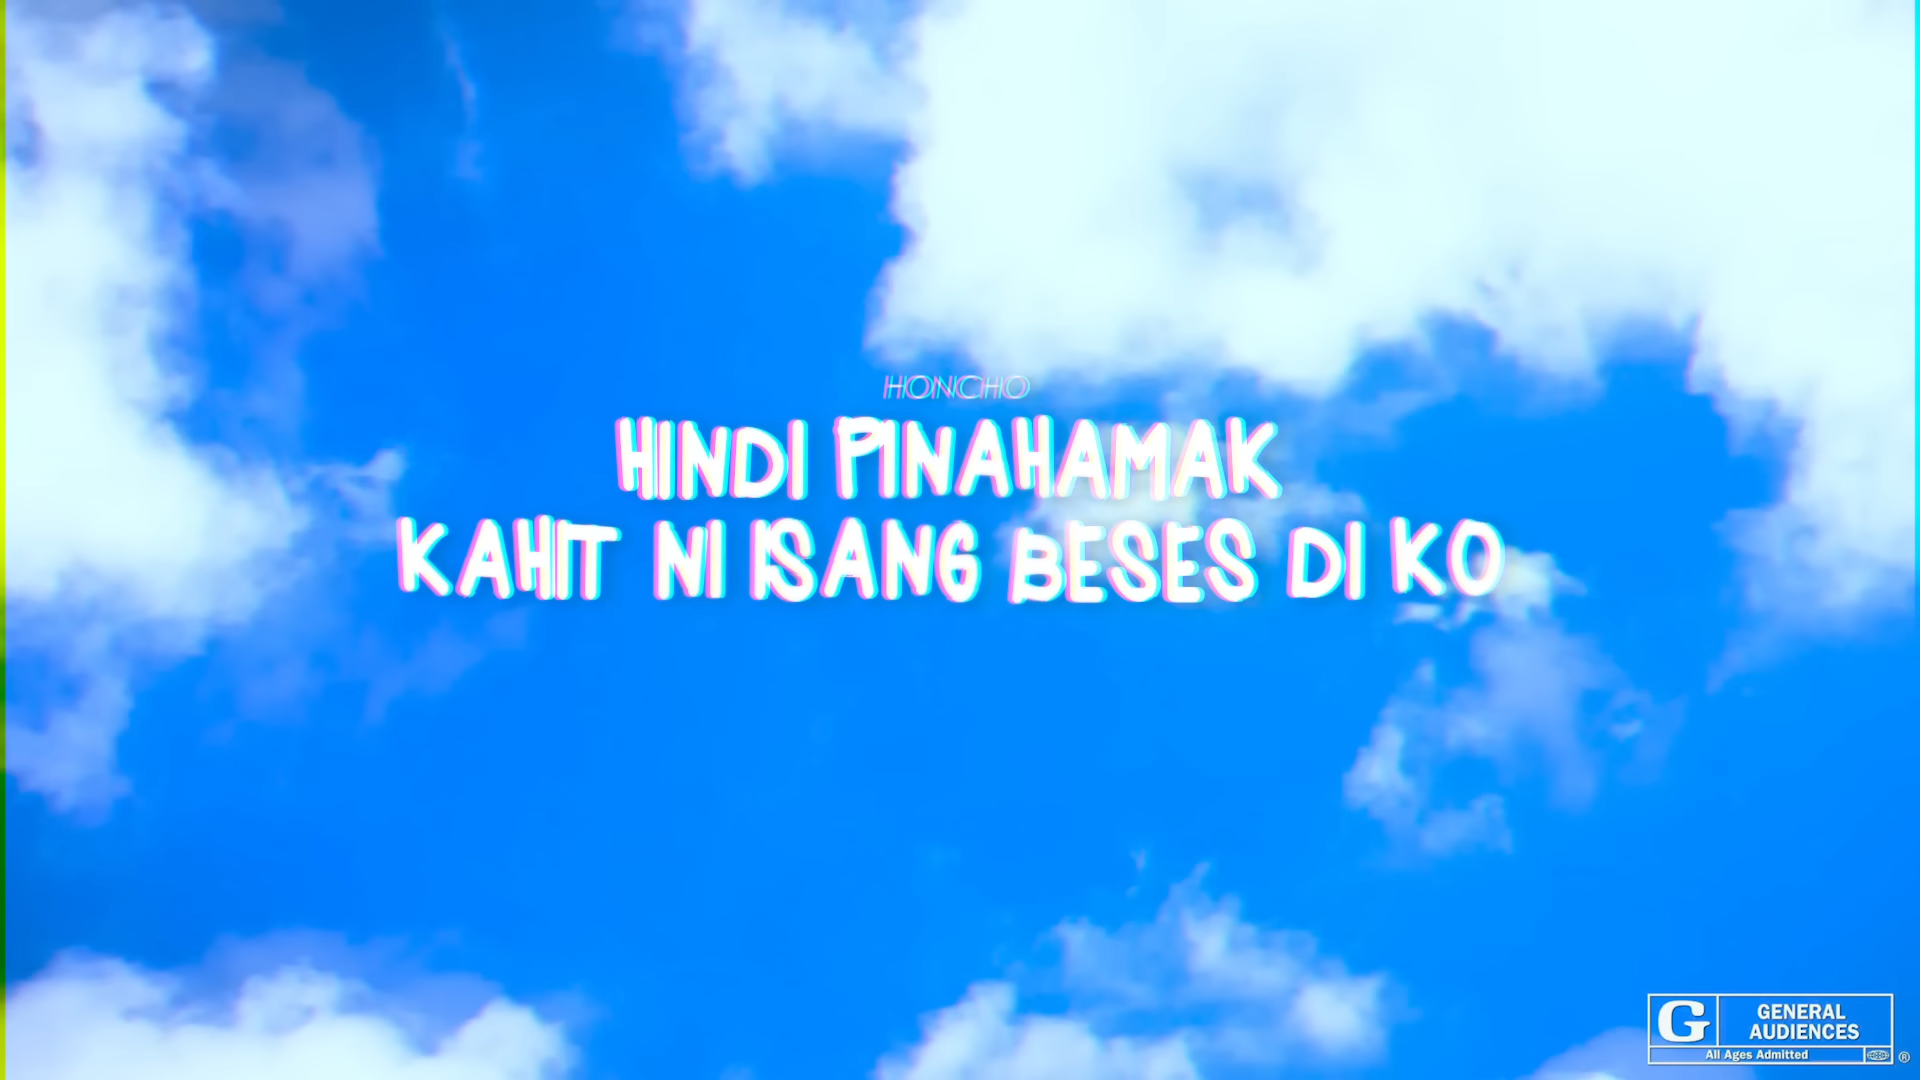 HONCHO
HINDI PINAHAMAK
KAHIT NI ISANG BESES DI KO
G
GENERAL
AUDIENCES
All Ages Admitted
®